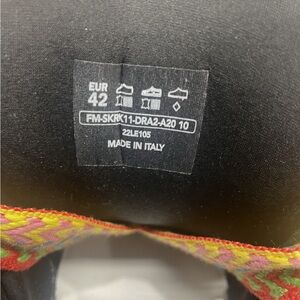 EUR
42
FM-SKRK11-DRA2-A20 10
22LE105
MADE IN ITALY